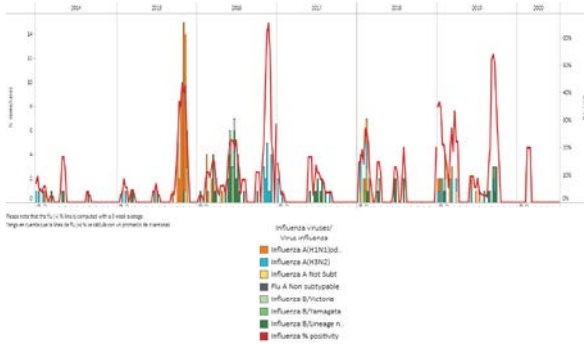 2014 2015 2016 2017 2018 2019 2020
14
12
10
8
6
4
2
0
60%
50%
40%
30%
20%
10%
0%
Please note that the flu (+) % line is computed with a 3 week average.
Tenga en cuenta que la línea de flu (+) % se calcula con un promedio de 3 semanas.
Influenza viruses/
Virus influenza
Influenza A(H1N1)pd..
Influenza A(H3N2)
Influenza A Not Subt
Flu A Non subtypable
Influenza B/Victoria
Influenza B/Yamagata
Influenza B/Lineage n..
Influenza % positivity